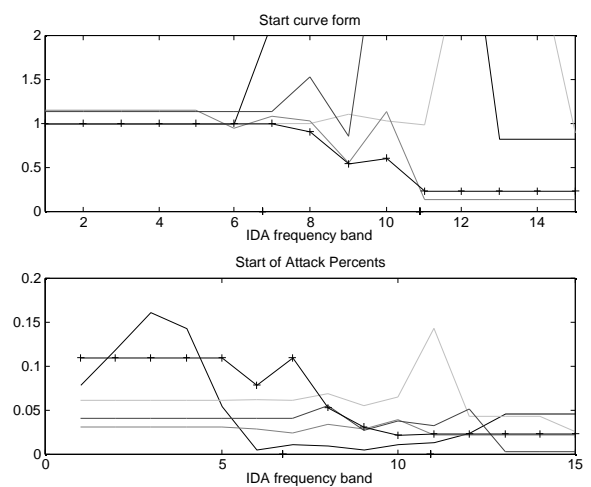 Start curve form
2
1.5
1
0.5
0
2 4 6 8 10 12 14
IDA frequency band
Start of Attack Percents
0.2
0.15
0.1
0.05
0
0 5 10 15
IDA frequency band